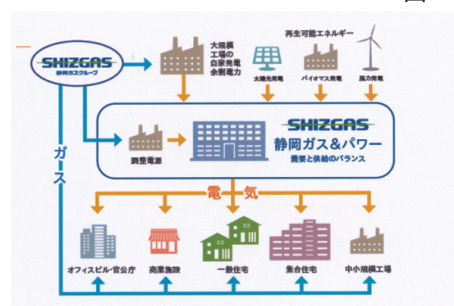 SHIZGAS
静岡ガスグループ
大規模
工場の
自家発電
余剰電力
再生可能エネルギー
太陽光発電
バイオマス発電
風力発電
SHIZGAS
静岡ガス&パワー
需要と供給のバランス
調整電源
ガス
電気
オフィスビル・官公庁
商業施設
一般住宅
集合住宅
中小規模工場